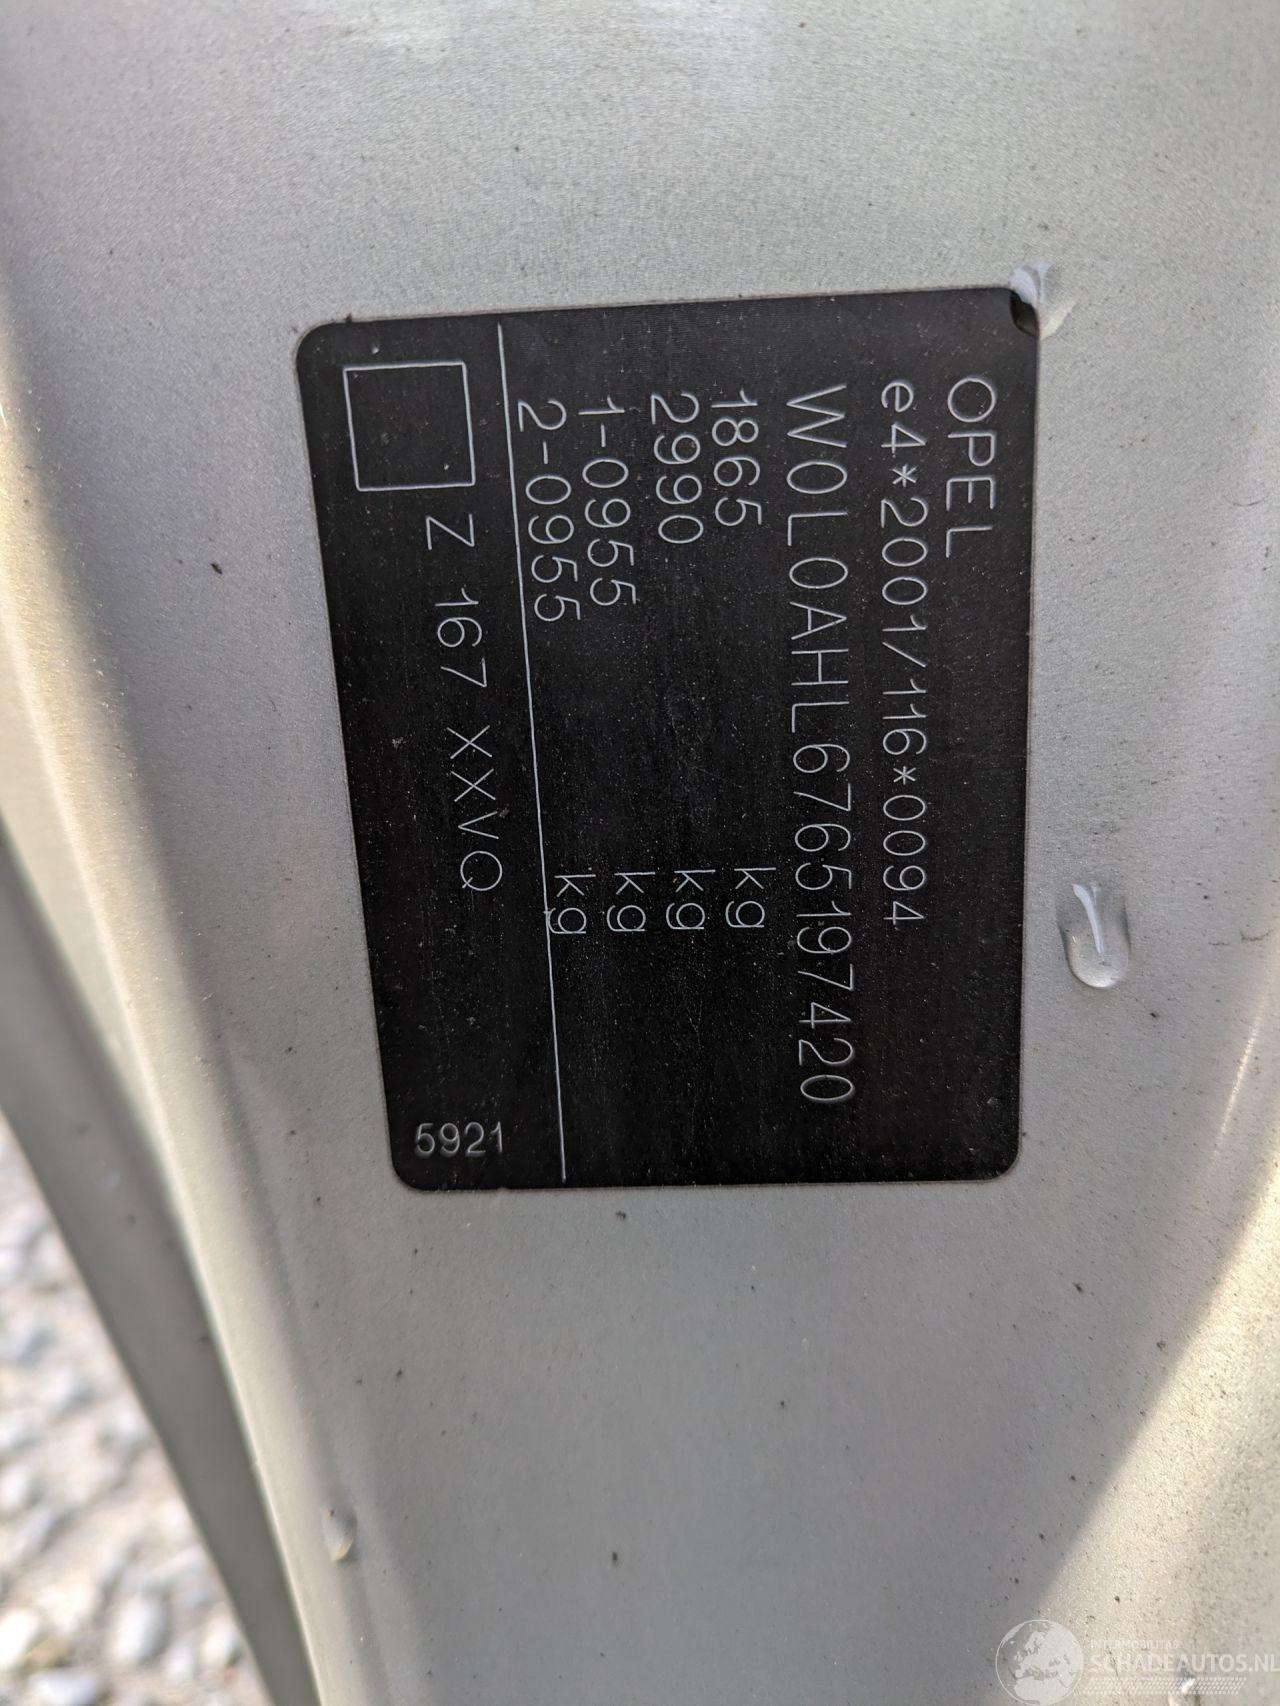 OPEL
e4*2001/116*0094
W0L0AHL6765197420
1865 kg
2990 kg
1-0955 kg
2-0955 kg
Z 167 XXVQ
5921
INTERMOBILITAS
SCHADEAUTOS.NL